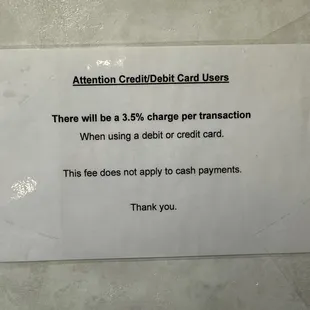 Attention Credit/Debit Card Users
There will be a 3.5% charge per transaction
When using a debit or credit card.
This fee does not apply to cash payments.
Thank you.